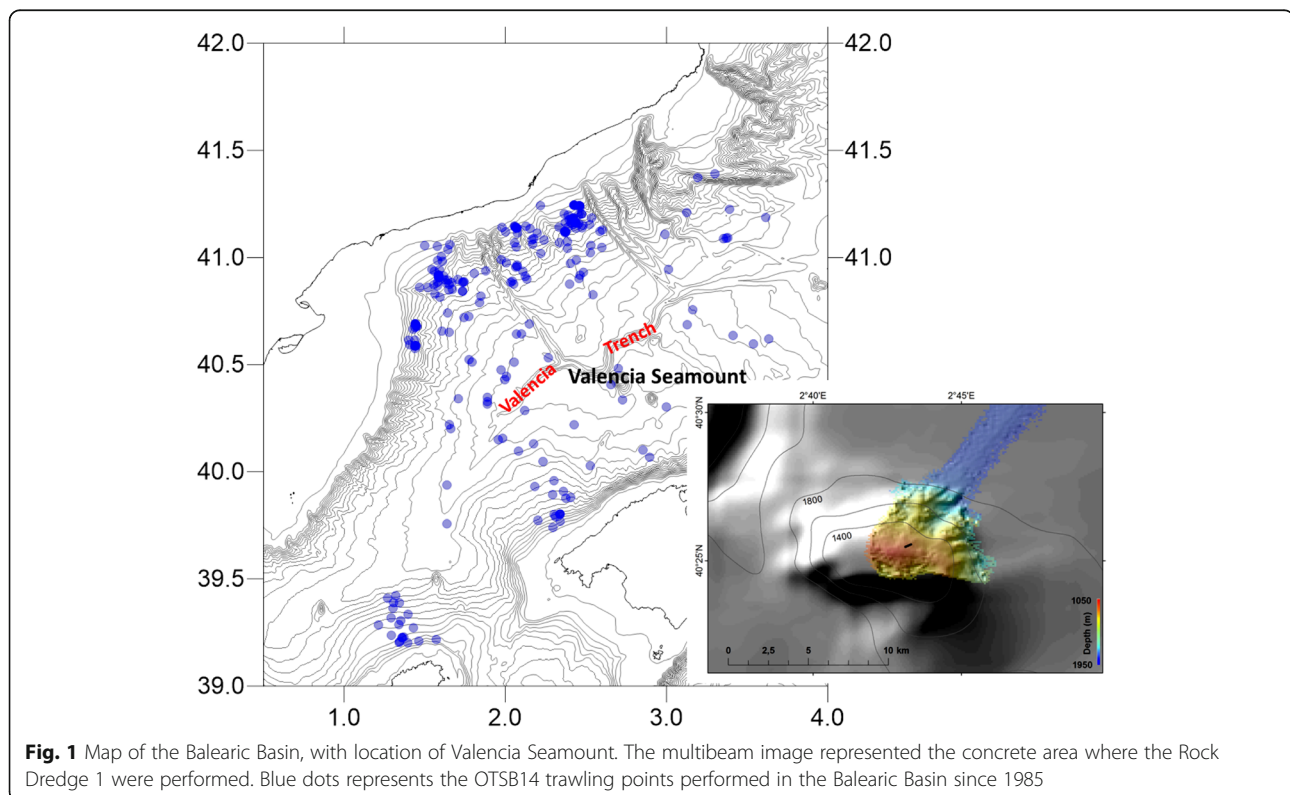 42.0
42.0
41.5
41.5
41.0
41.0
40.5
40.0
39.5
39.0
1.0
2.0
3.0
4.0
Trench
Valencia
Valencia Seamount
2°40'E
2°45'E
40°30'N
40°25'N
1800
1400
1050
Depth (m)
1950
0
2,5
5
10 km
Fig. 1 Map of the Balearic Basin, with location of Valencia Seamount. The multibeam image represented the concrete area where the Rock
Dredge 1 were performed. Blue dots represents the OTSB14 trawling points performed in the Balearic Basin since 1985